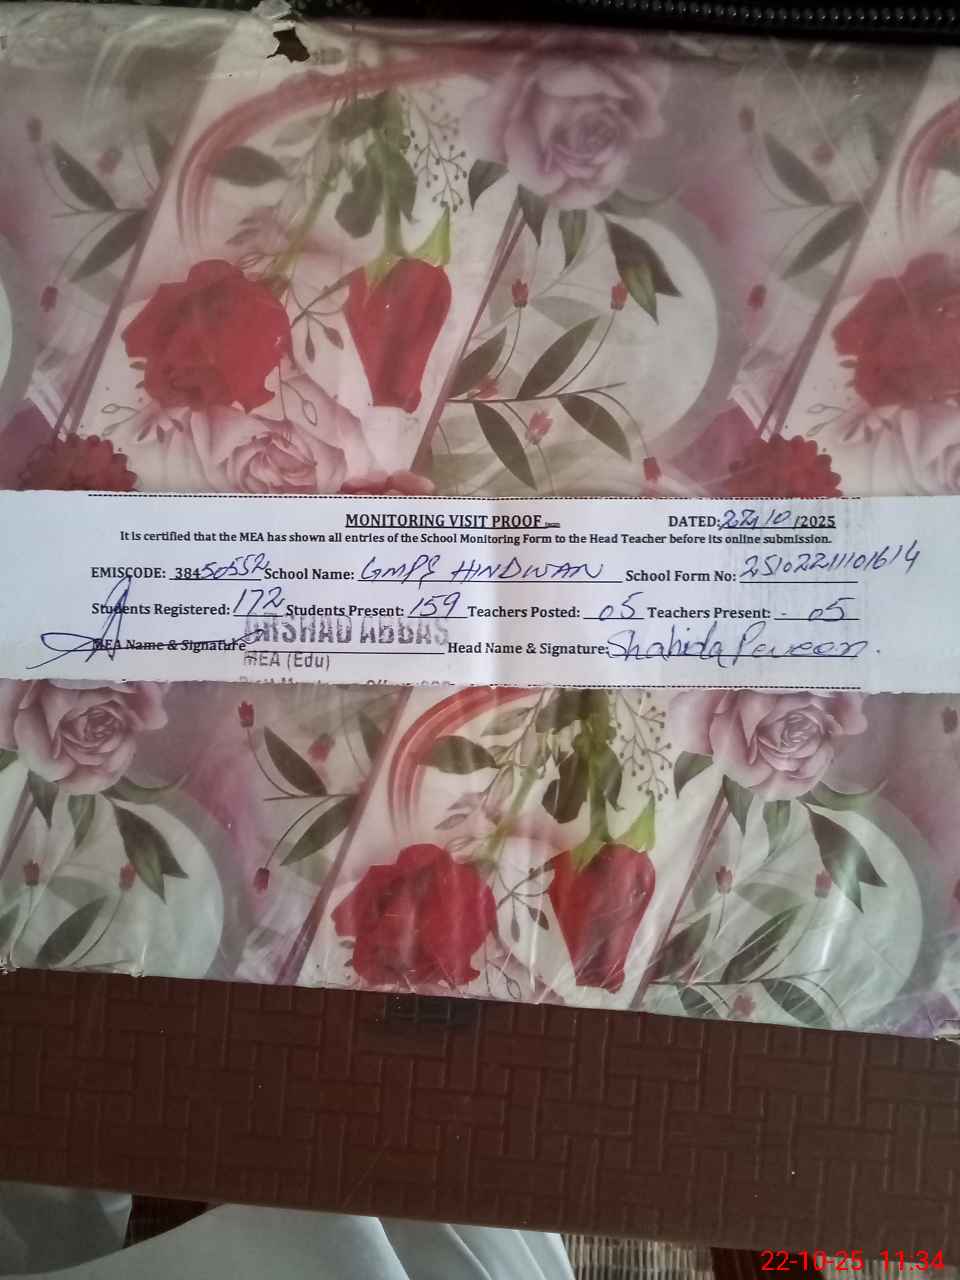 MONITORING VISIT PROOF DATED: 22/10/2025
It is certified that the MEA has shown all entries of the School Monitoring Form to the Head Teacher before its online submission.
EMISCODE: 38450552 School Name: GMPS HINDWAN School Form No:
Students Registered: 172 Students Present: 159 Teachers Posted: 05 Teachers Present: - 05
MEA Name & Signature ARSHAD ABBAS Head Name & Signature: Shahida Perveen.
MEA (Edu)
22-10-25 11:34